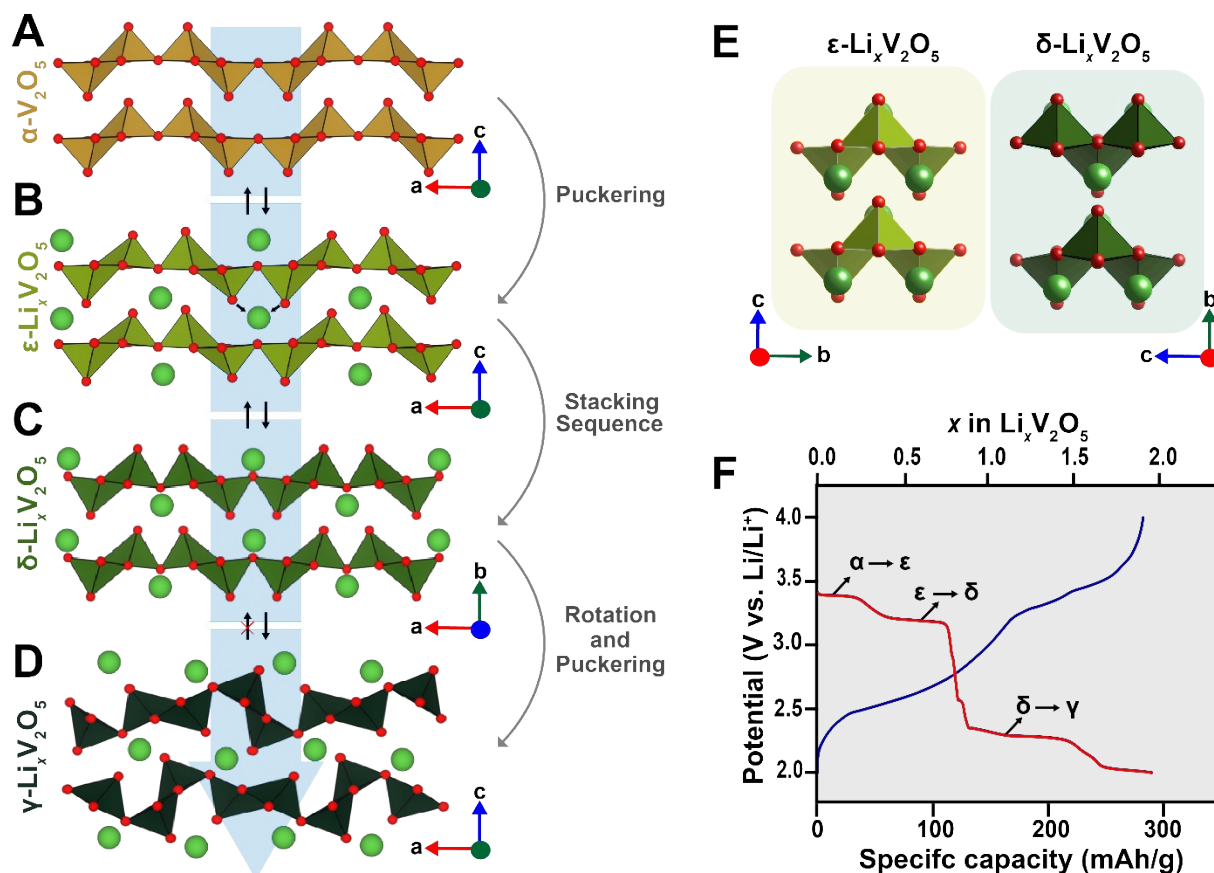 A
α-V₂O₅
c
a
Puckering
B
ε-LiₓV₂O₅
c
a
Stacking
Sequence
C
δ-LiₓV₂O₅
b
a
Rotation
and
Puckering
D
γ-LiₓV₂O₅
c
a
E
ε-LiₓV₂O₅
δ-LiₓV₂O₅
c
b
b
c
F
x in LiₓV₂O₅
0.0 0.5 1.0 1.5 2.0
Potential (V vs. Li/Li⁺)
4.0
3.5
3.0
2.5
2.0
α → ε
ε → δ
δ → γ
0 100 200 300
Specifc capacity (mAh/g)